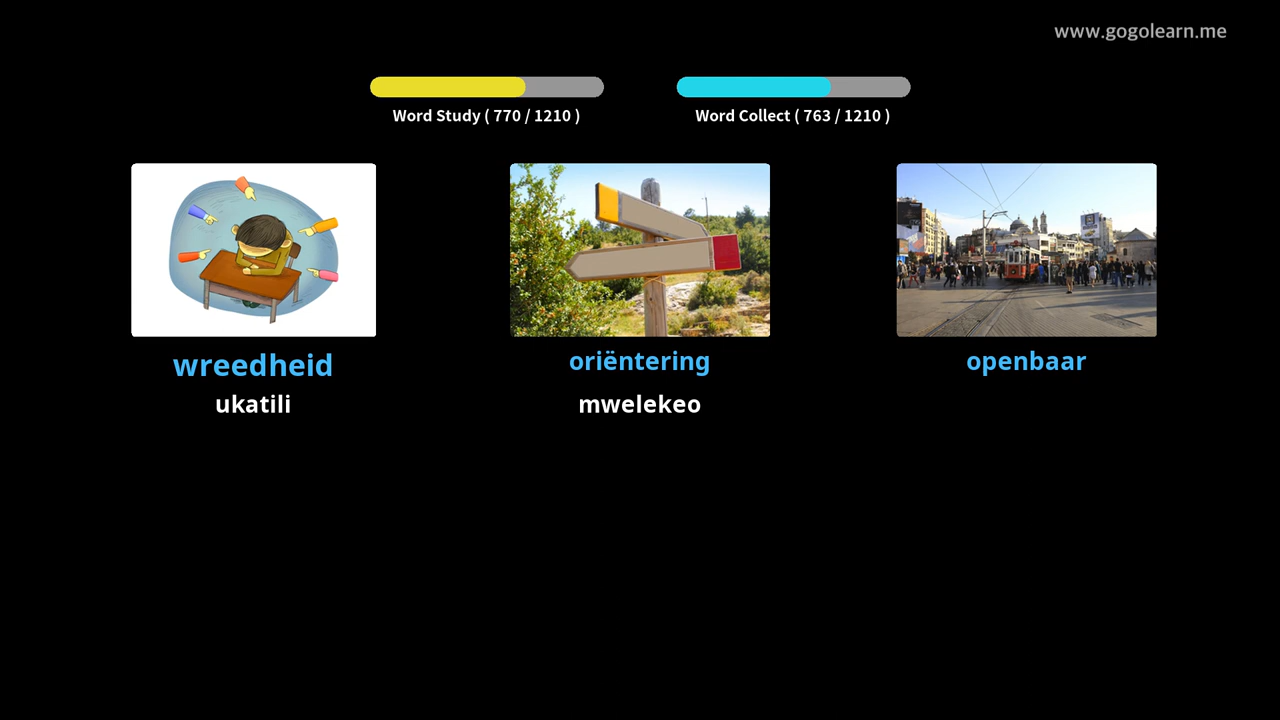 www.gogolearn.me
Word Study ( 770 / 1210 )
Word Collect ( 763 / 1210 )
wreedheid
oriëntering
openbaar
ukatili
mwelekeo